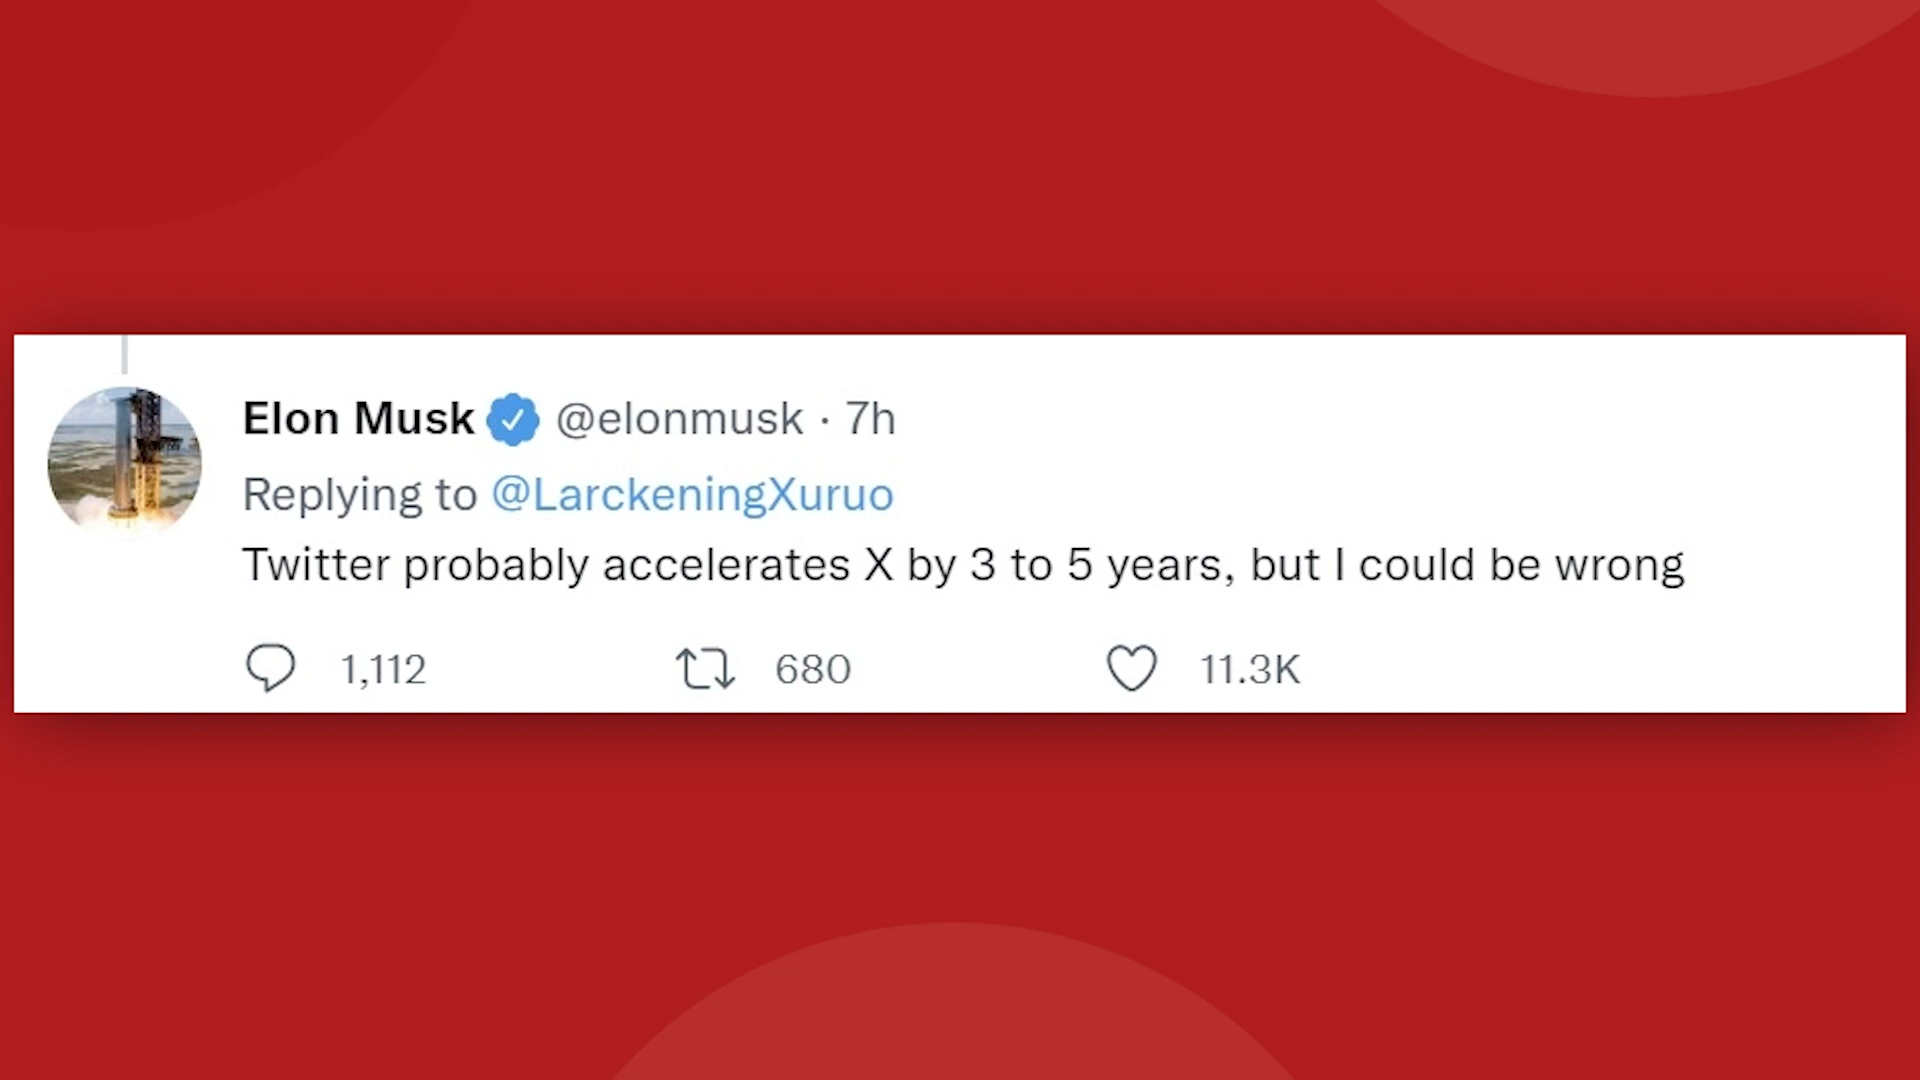 Elon Musk @elonmusk · 7h
Replying to @LarckeningXuruo
Twitter probably accelerates X by 3 to 5 years, but I could be wrong
1,112 680 11.3K